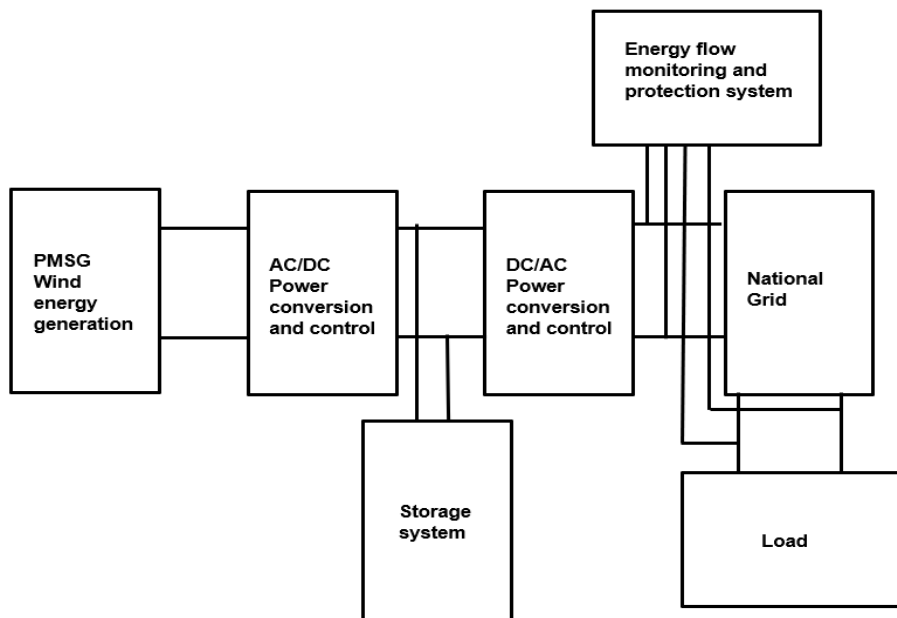 Energy flow
monitoring and
protection system
PMSG
Wind
energy
generation
AC/DC
Power
conversion
and control
DC/AC
Power
conversion
and control
National
Grid
Storage
system
Load